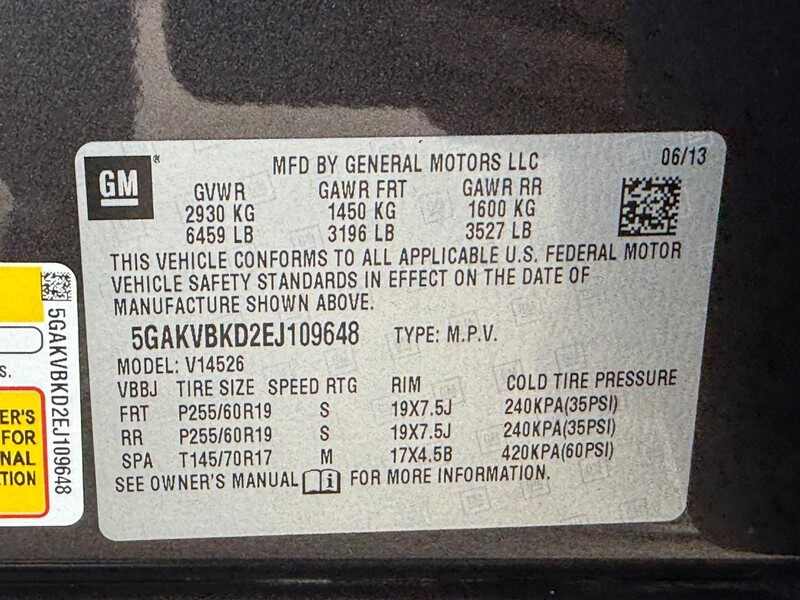 GM
MFD BY GENERAL MOTORS LLC
06/13
GVWR GAWR FRT GAWR RR
2930 KG 1450 KG 1600 KG
6459 LB 3196 LB 3527 LB
THIS VEHICLE CONFORMS TO ALL APPLICABLE U.S. FEDERAL MOTOR
VEHICLE SAFETY STANDARDS IN EFFECT ON THE DATE OF
MANUFACTURE SHOWN ABOVE.
5GAKVBKD2EJ109648 TYPE: M.P.V.
MODEL: V14526
VBBJ TIRE SIZE SPEED RTG RIM COLD TIRE PRESSURE
FRT P255/60R19 S 19X7.5J 240KPA(35PSI)
RR P255/60R19 S 19X7.5J 240KPA(35PSI)
SPA T145/70R17 M 17X4.5B 420KPA(60PSI)
SEE OWNER'S MANUAL FOR MORE INFORMATION.
5GAKVBKD2EJ109648
S.
ER'S
FOR
NAL
TION